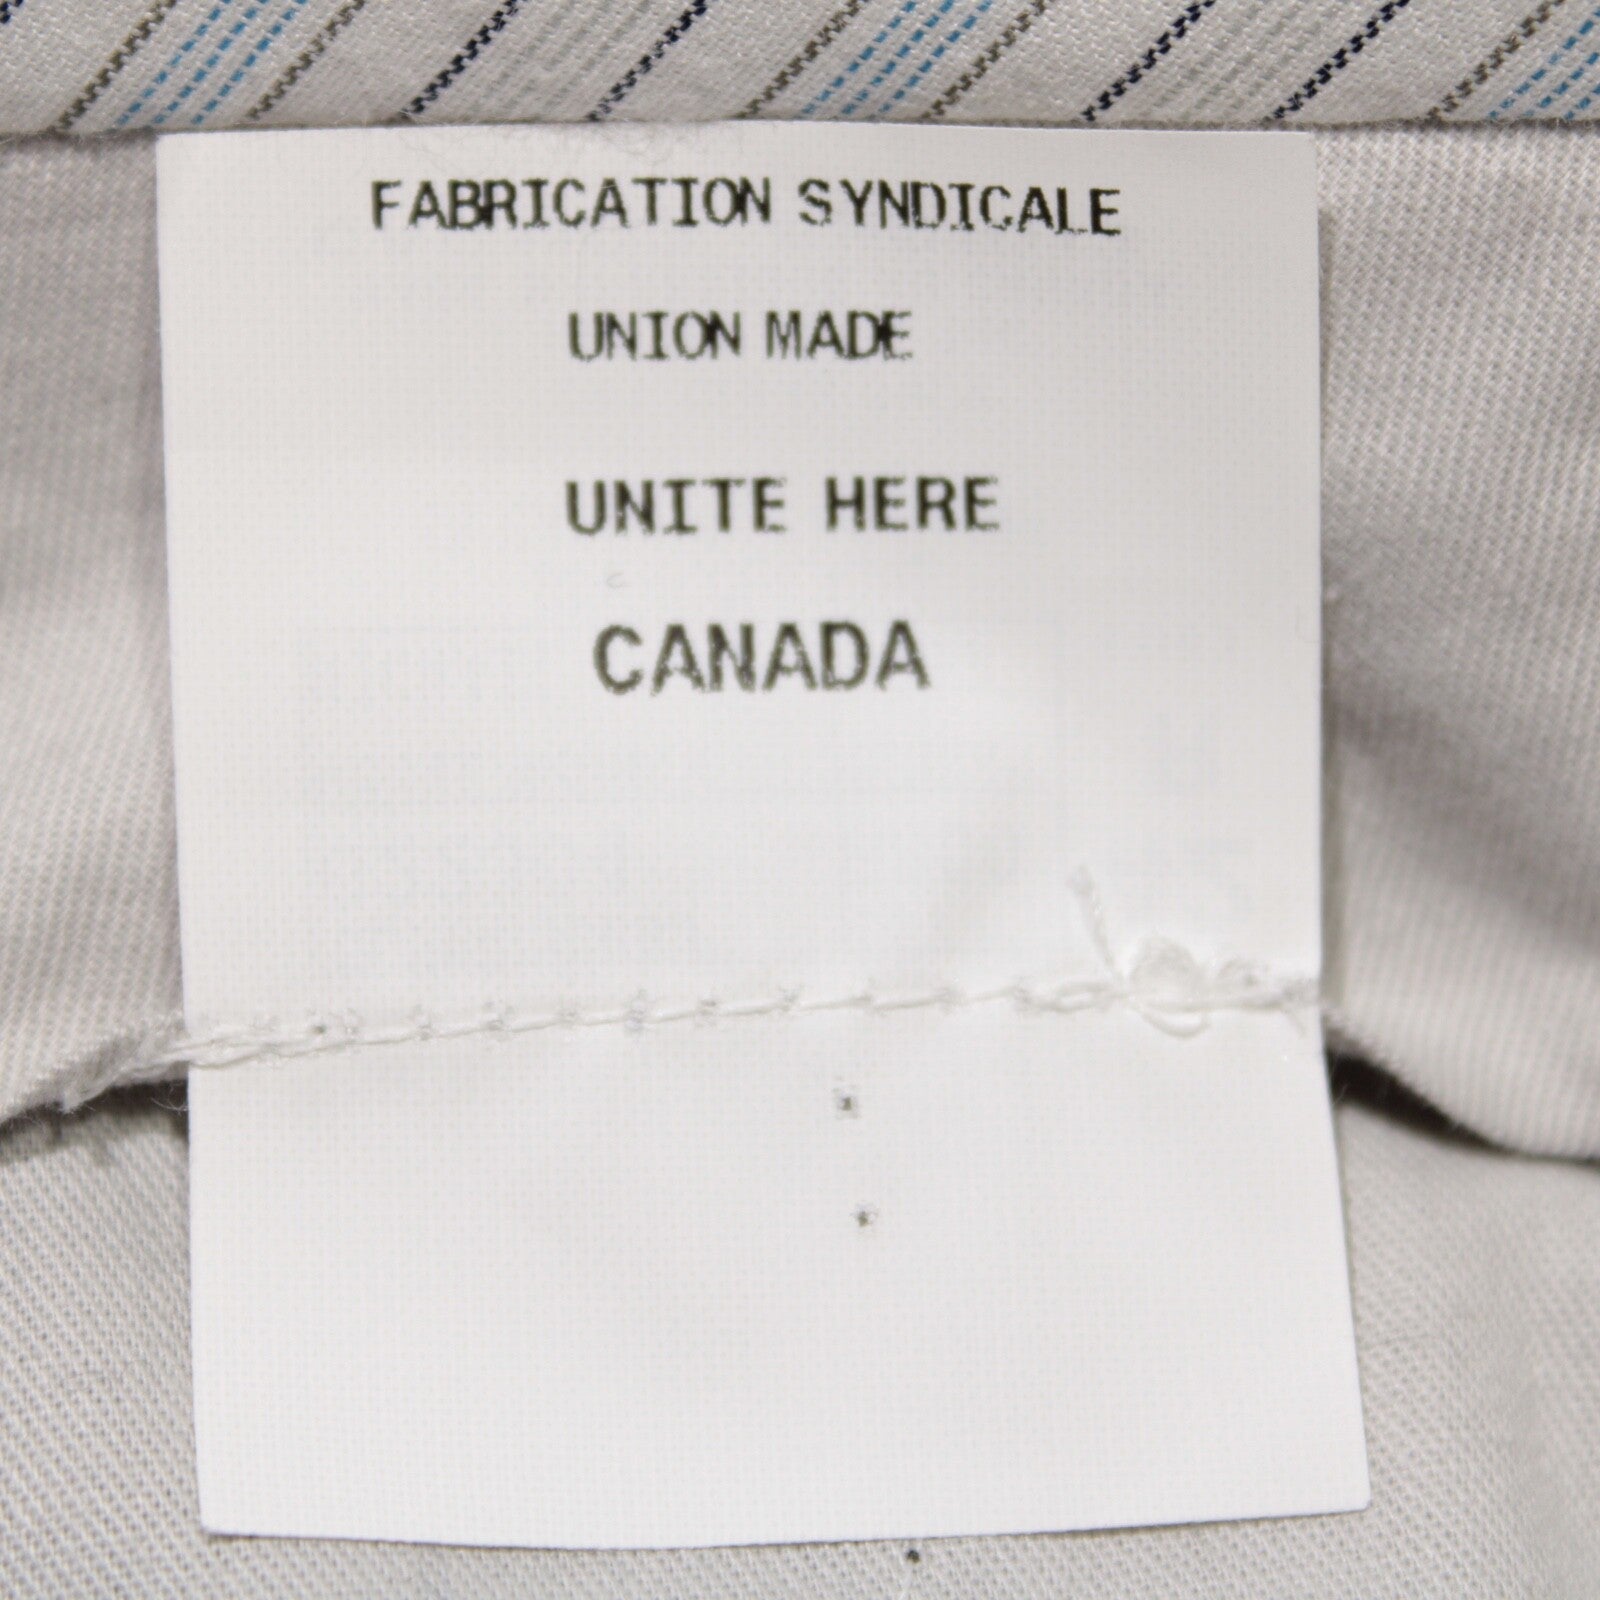 FABRICATION SYNDICALE
UNION MADE
UNITE HERE
CANADA